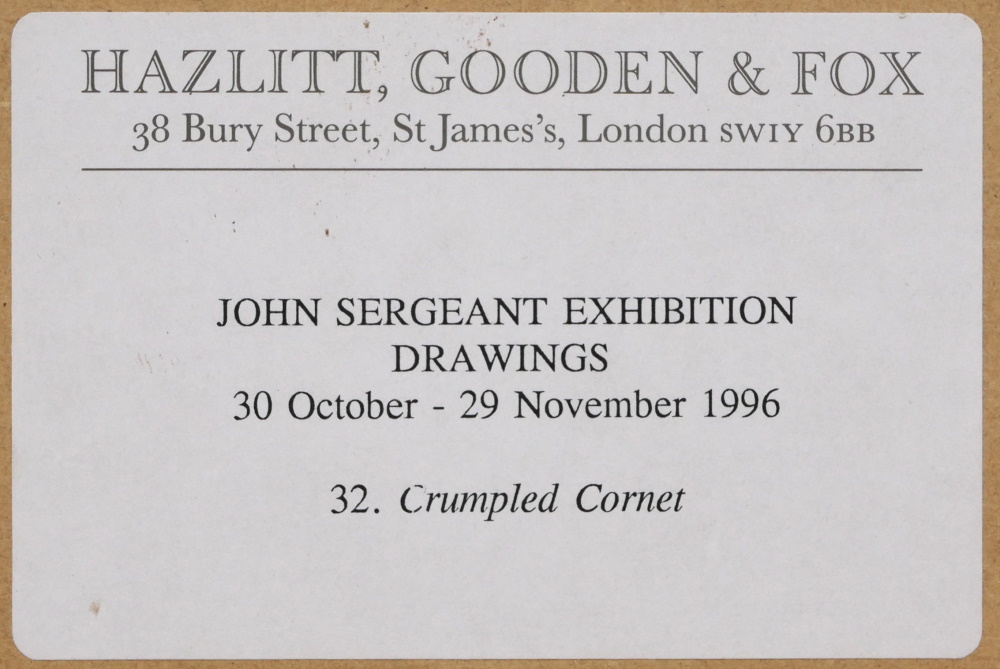 HAZLITT, GOODEN & FOX
38 Bury Street, St James's, London SW1Y 6BB
JOHN SERGEANT EXHIBITION
DRAWINGS
30 October - 29 November 1996
32. Crumpled Cornet